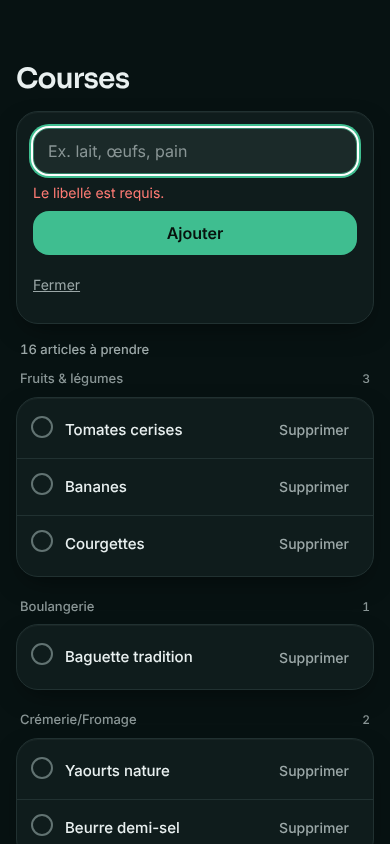 Courses
Ex. lait, œufs, pain
Le libellé est requis.
Ajouter
Fermer
16 articles à prendre
Fruits & légumes 3
Tomates cerises Supprimer
Bananes Supprimer
Courgettes Supprimer
Boulangerie 1
Baguette tradition Supprimer
Crémerie/Fromage 2
Yaourts nature Supprimer
Beurre demi-sel Supprimer